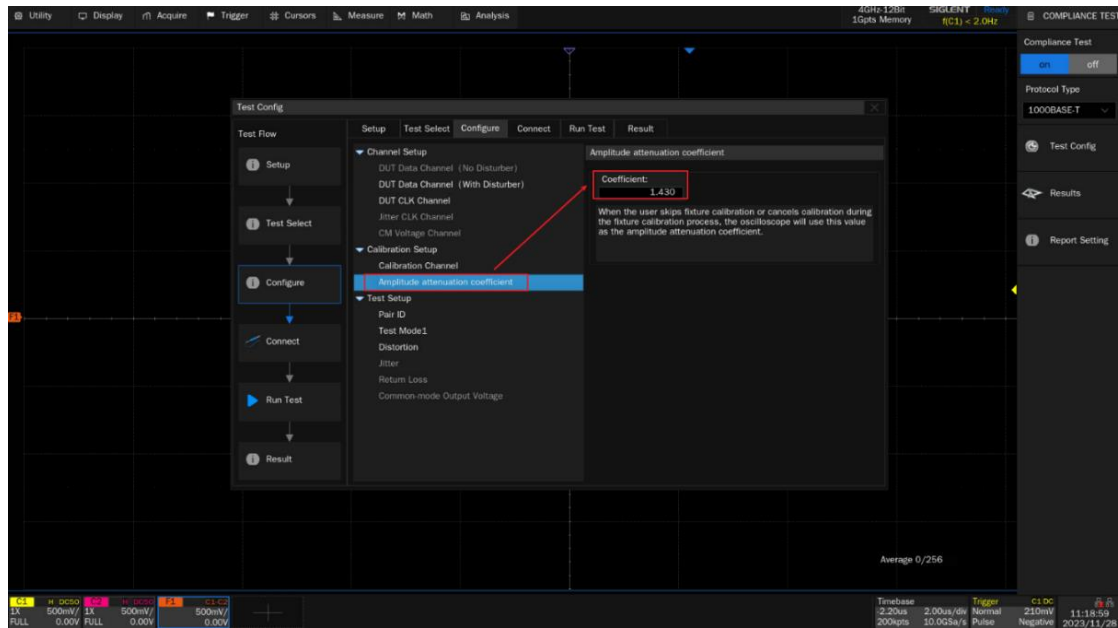 Utility Display Acquire Trigger Cursors Measure Math Analysis
4GHz-12Bit SIGLENT Ready
1Gpts Memory f(C1) < 2.0Hz
COMPLIANCE TEST
Compliance Test
on off
Protocol Type
1000BASE-T
Test Config
Results
Report Setting
Test Config
Test Flow
Setup
Test Select
Configure
Connect
Run Test
Result
Setup Test Select Configure Connect Run Test Result
Channel Setup
DUT Data Channel (No Disturber)
DUT Data Channel (With Disturber)
DUT CLK Channel
Jitter CLK Channel
CM Voltage Channel
Calibration Setup
Calibration Channel
Amplitude attenuation coefficient
Test Setup
Pair ID
Test Mode1
Distortion
Jitter
Return Loss
Common-mode Output Voltage
Amplitude attenuation coefficient
Coefficient:
1.430
When the user skips fixture calibration or cancels calibration during
the fixture calibration process, the oscilloscope will use this value
as the amplitude attenuation coefficient.
F1
Average 0/256
C1 H DC50
1X 500mV/
FULL 0.00V
C2 H DC50
1X 500mV/
FULL 0.00V
F1 C1-C2
500mV/
0.00V
Timebase
-2.20us 2.00us/div
200kpts 10.0GSa/s
Trigger C1 DC
Normal 210mV
Pulse Negative
11:18:59
2023/11/28